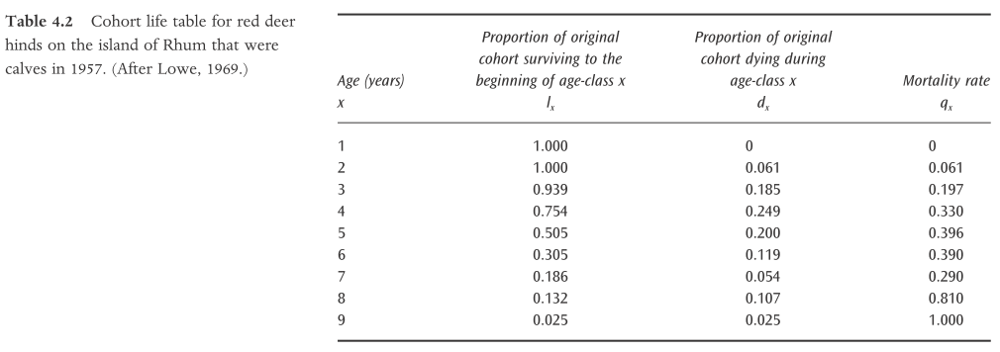 Table 4.2 Cohort life table for red deer
hinds on the island of Rhum that were
calves in 1957. (After Lowe, 1969.)
Proportion of original Proportion of original
cohort surviving to the cohort dying during
Age (years) beginning of age-class x age-class x Mortality rate
x lx dx qx
1 1.000 0 0
2 1.000 0.061 0.061
3 0.939 0.185 0.197
4 0.754 0.249 0.330
5 0.505 0.200 0.396
6 0.305 0.119 0.390
7 0.186 0.054 0.290
8 0.132 0.107 0.810
9 0.025 0.025 1.000